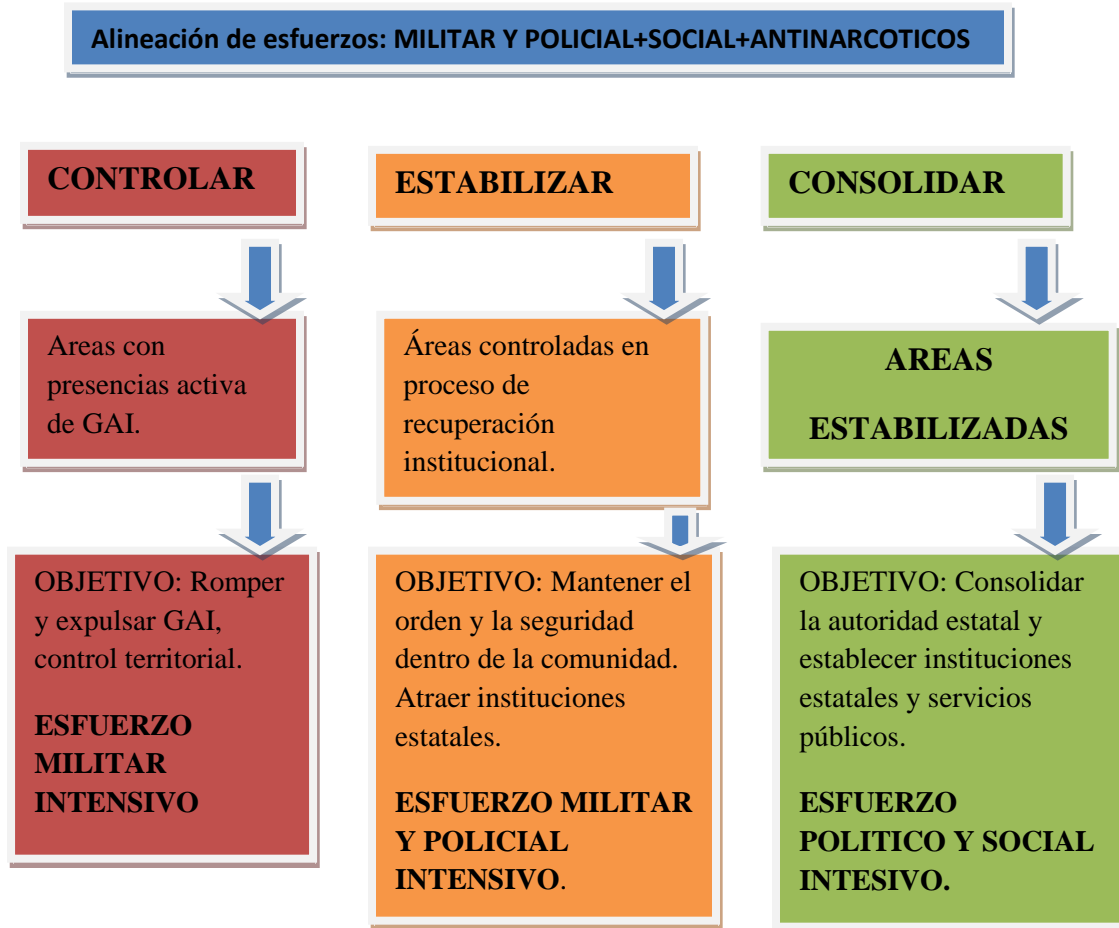 Alineación de esfuerzos: MILITAR Y POLICIAL+SOCIAL+ANTINARCOTICOS
CONTROLAR
Areas con
presencias activa
de GAI.
OBJETIVO: Romper
y expulsar GAI,
control territorial.
ESFUERZO
MILITAR
INTENSIVO
ESTABILIZAR
Áreas controladas en
proceso de
recuperación
institucional.
OBJETIVO: Mantener el
orden y la seguridad
dentro de la comunidad.
Atraer instituciones
estatales.
ESFUERZO MILITAR
Y POLICIAL
INTENSIVO.
CONSOLIDAR
AREAS
ESTABILIZADAS
OBJETIVO: Consolidar
la autoridad estatal y
establecer instituciones
estatales y servicios
públicos.
ESFUERZO
POLITICO Y SOCIAL
INTESIVO.